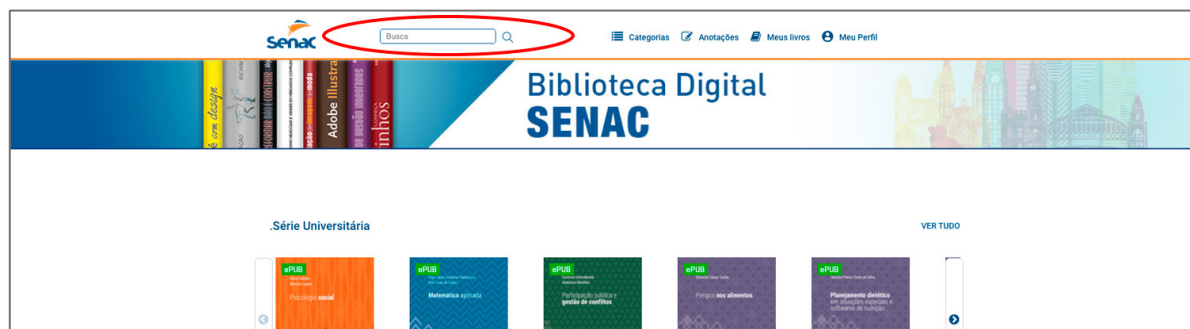 Senac
Busca
Categorias
Anotações
Meus livros
Meu Perfil
Adobe Illustra
Biblioteca Digital
SENAC
.Série Universitária
VER TUDO
ePUB
Psicologia social
ePUB
Matemática aplicada
ePUB
Participação pública e
gestão de conflitos
ePUB
Perigos nos alimentos
ePUB
Planejamento dietético
em situações especiais e
softwares de nutrição